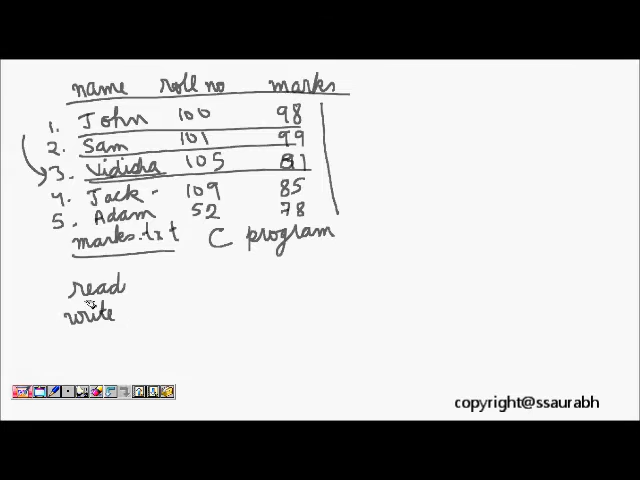 name roll no marks
1. John 100 98
2. Sam 101 99
3. Vidisha 105 81
4. Jack - 109 85
5. Adam 52 78
marks.txt C program
read
write
copyright@ssaurabh